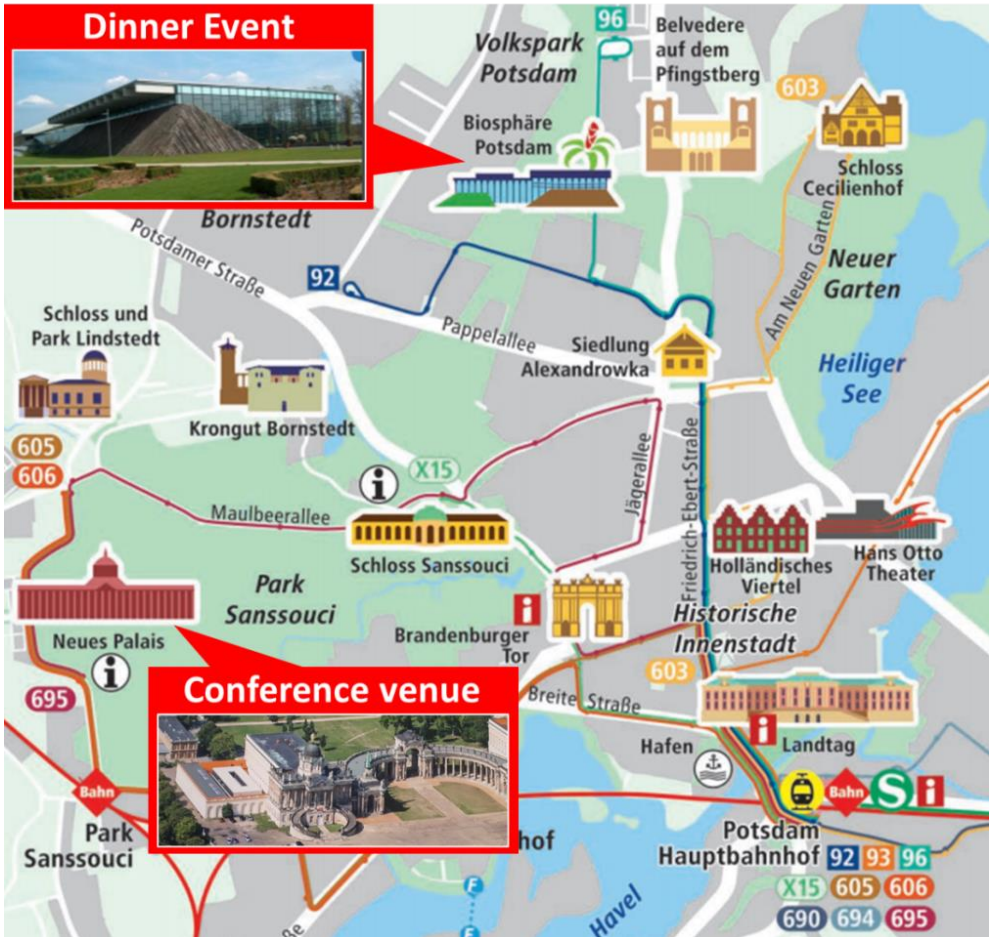 Dinner Event
96
Volkspark
Potsdam
Belvedere
auf dem
Pfingstberg
603
Biosphäre
Potsdam
Schloss
Cecilienhof
Bornstedt
Potsdamer Straße
92
Am Neuen Garten
Neuer
Garten
Schloss und
Park Lindstedt
Pappelallee
Siedlung
Alexandrowka
Heiliger
See
Krongut Bornstedt
605
606
i
X15
Jägerallee
Friedrich-Ebert-Straße
Maulbeerallee
Schloss Sanssouci
Holländisches
Viertel
Hans Otto
Theater
Park
Sanssouci
i
Brandenburger
Tor
Historische
Innenstadt
Neues Palais
i
603
695
Conference venue
Breite Straße
i
Landtag
Hafen
Bahn
Park
Sanssouci
Bahn
S
i
Potsdam
Hauptbahnhof
92 93 96
X15 605 606
690 694 695
hof
F
F
Havel
ße